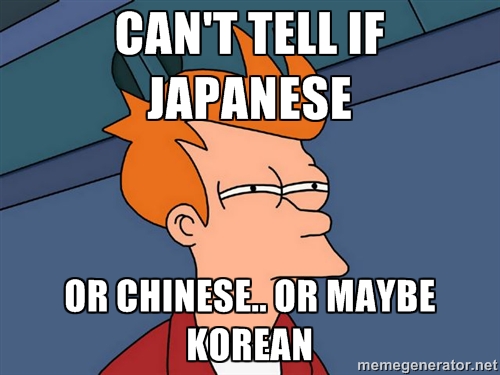 CAN'T TELL IF
JAPANESE
OR CHINESE.. OR MAYBE
KOREAN
memegenerator.net